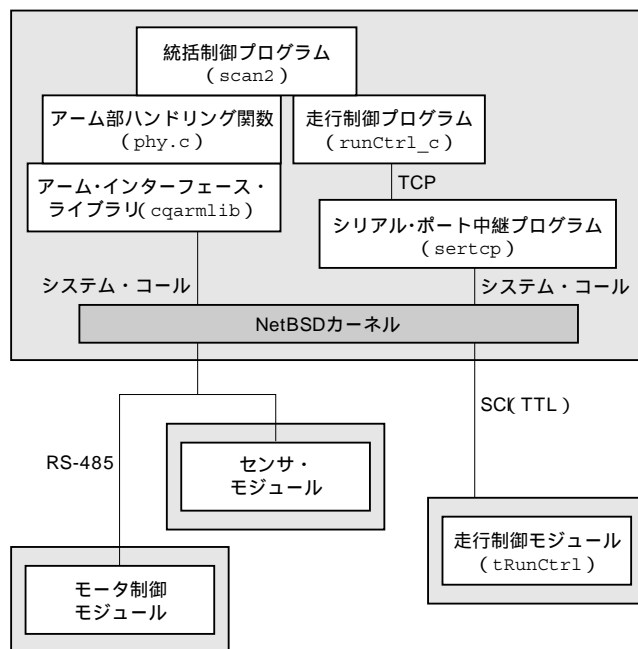 統括制御プログラム
(scan2)
アーム部ハンドリング関数
(phy.c)
走行制御プログラム
(runCtrl_c)
アーム・インターフェース・
ライブラリ(cqarmlib)
TCP
シリアル・ポート中継プログラム
(sertcp)
システム・コール
システム・コール
NetBSDカーネル
SCI(TTL)
RS-485
センサ・
モジュール
走行制御モジュール
(tRunCtrl)
モータ制御
モジュール